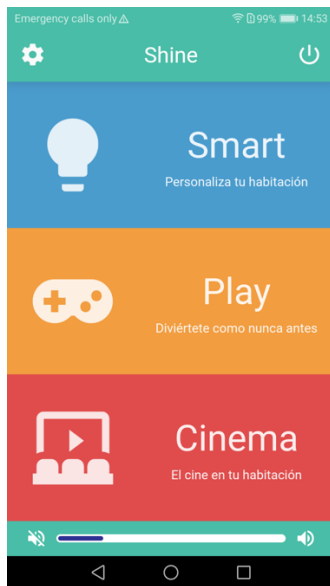 Emergency calls only
99% 14:53
Shine
Smart
Personaliza tu habitación
Play
Diviértete como nunca antes
Cinema
El cine en tu habitación